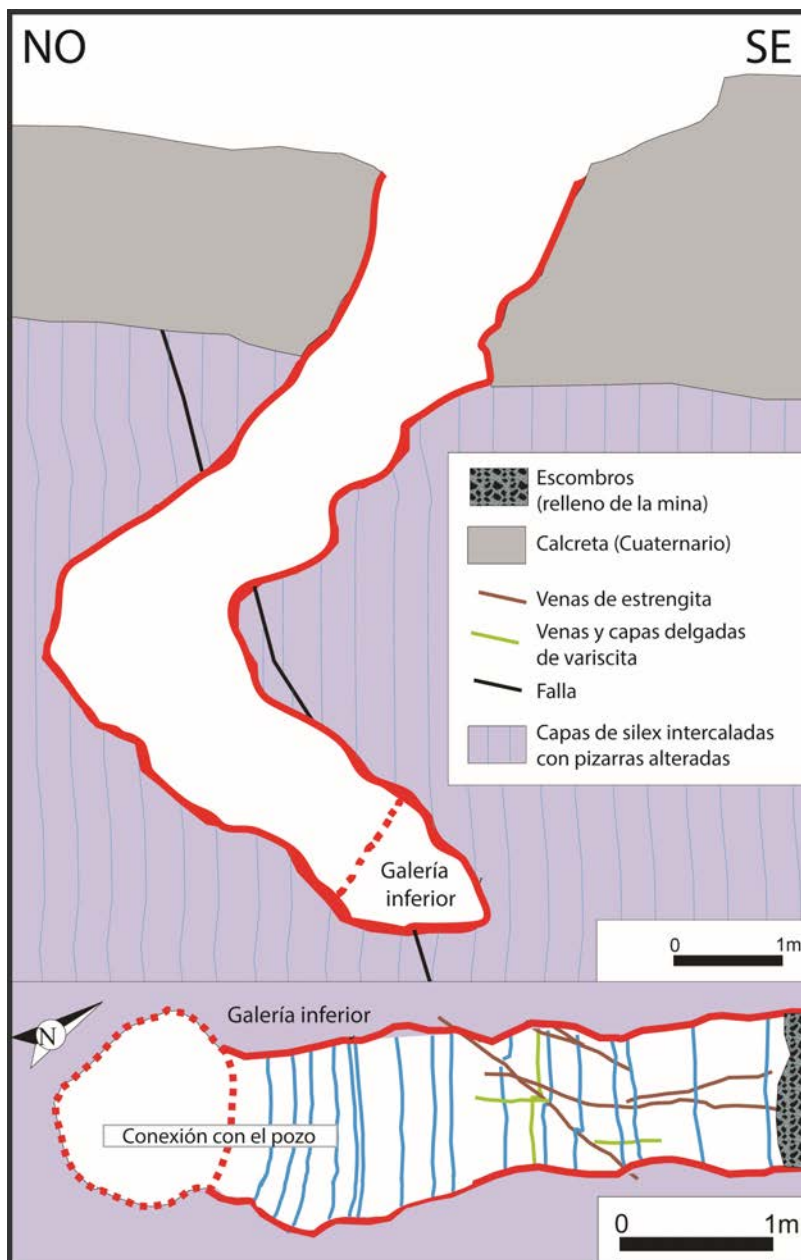 NO
SE
Escombros
(relleno de la mina)
Calcreta (Cuaternario)
Venas de estrengita
Venas y capas delgadas
de variscita
Falla
Capas de silex intercaladas
con pizarras alteradas
Galería
inferior
0 1m
Galería inferior
N
Conexión con el pozo
0 1m